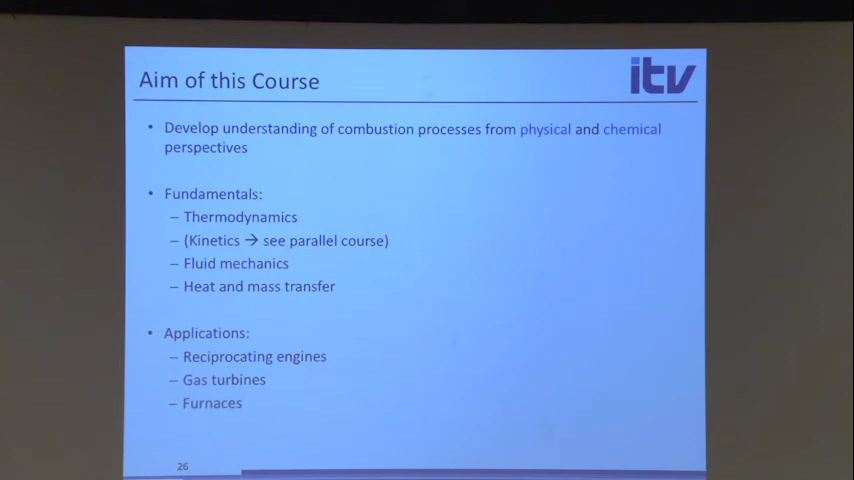 Aim of this Course
itv
• Develop understanding of combustion processes from physical and chemical
perspectives
• Fundamentals:
– Thermodynamics
– (Kinetics → see parallel course)
– Fluid mechanics
– Heat and mass transfer
• Applications:
– Reciprocating engines
– Gas turbines
– Furnaces
26